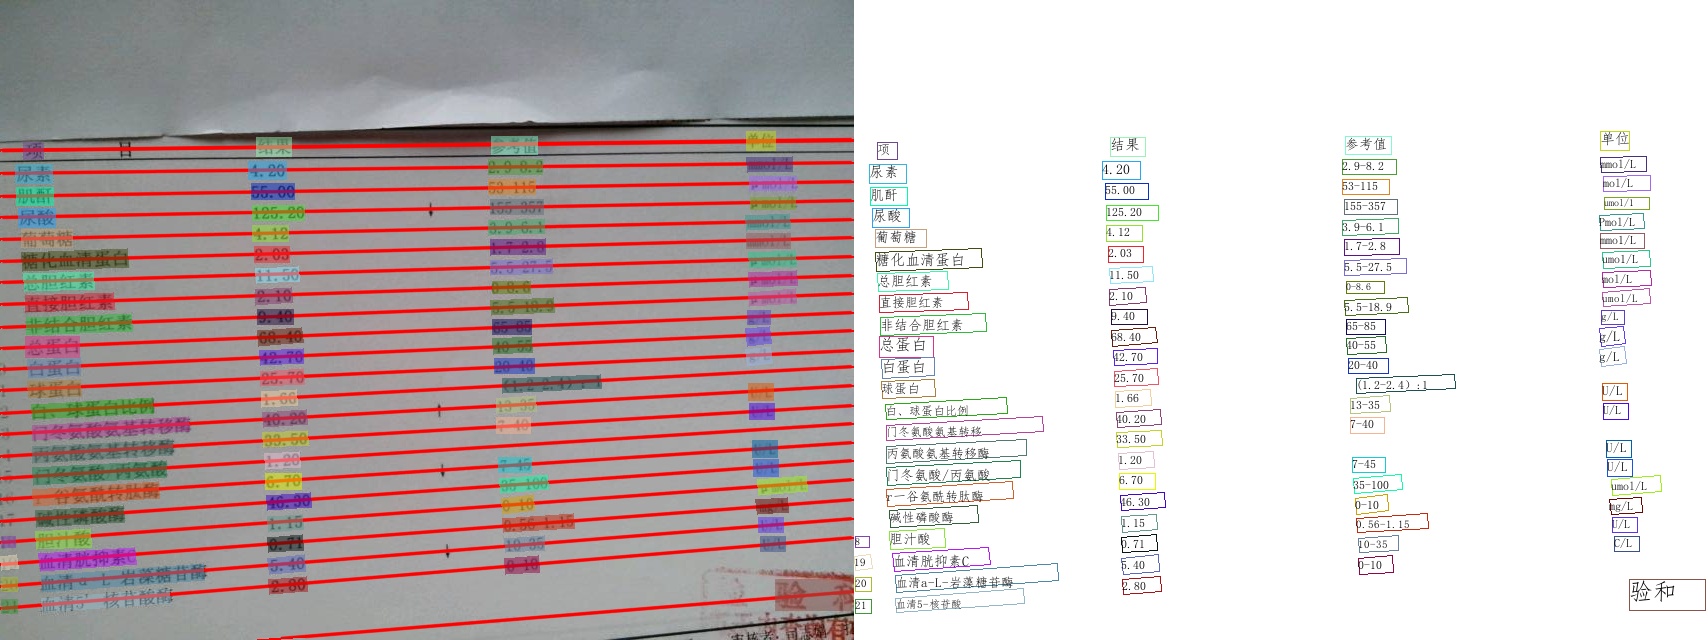 项 结果 参考值 单位
尿素 4.20 2.9-8.2 mmol/L
肌酐 55.00 53-115 mol/L
尿酸 125.20 155-357 umol/l
葡萄糖 4.12 3.9-6.1 Pmol/L
糖化血清蛋白 2.03 1.7-2.8 mmol/L
总胆红素 11.50 5.5-27.5 umol/L
直接胆红素 2.10 0-8.6 mol/L
非结合胆红素 9.40 5.5-18.9 umol/L
总蛋白 68.40 65-85 g/L
白蛋白 42.70 40-55 g/L
球蛋白 25.70 20-40 g/L
白、球蛋白比例 1.66 (1.2-2.4）:1
门冬氨酸氨基转移 40.20 13-35 U/L
丙氨酸氨基转移酶 33.50 7-40 U/L
门冬氨酸/丙氨酸 1.20
r一谷氨酰转肽酶 6.70 7-45 U/L
碱性磷酸酶 46.30 35-100 U/L
8 胆汁酸 1.15 0-10 umol/L
19 血清胱抑素C 0.71 0.56-1.15 mg/L
20 血清a-L-岩藻糖苷酶 5.40 10-35 U/L
21 血清5-核苷酸 2.80 0-10 C/L
验和